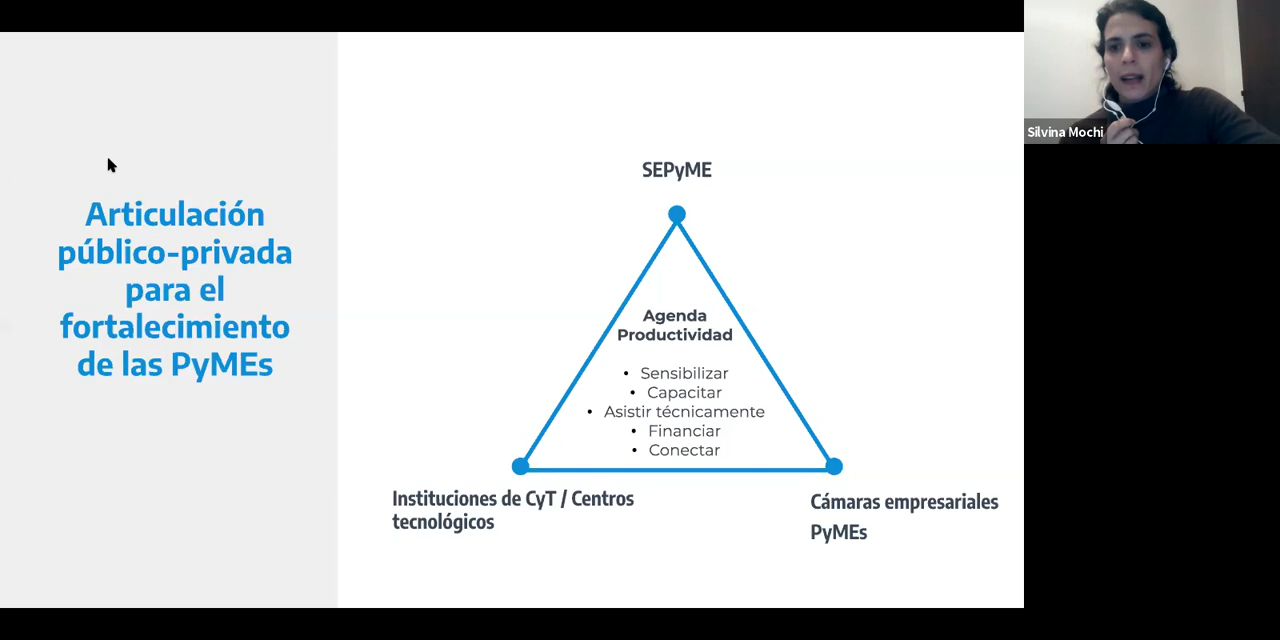 Silvina Mochi
Articulación
público-privada
para el
fortalecimiento
de las PyMEs
SEPyME
Agenda
Productividad
• Sensibilizar
• Capacitar
• Asistir técnicamente
• Financiar
• Conectar
Instituciones de CyT / Centros
tecnológicos
Cámaras empresariales
PyMEs